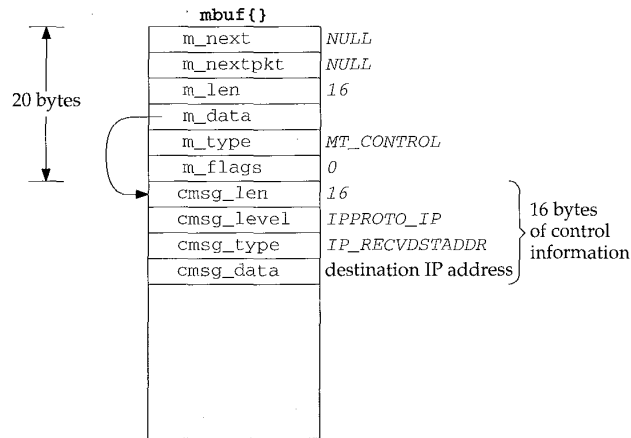 mbuf{}
m_next NULL
m_nextpkt NULL
m_len 16
20 bytes
m_data
m_type MT_CONTROL
m_flags 0
cmsg_len 16
cmsg_level IPPROTO_IP
cmsg_type IP_RECVDSTADDR
cmsg_data destination IP address
16 bytes
of control
information